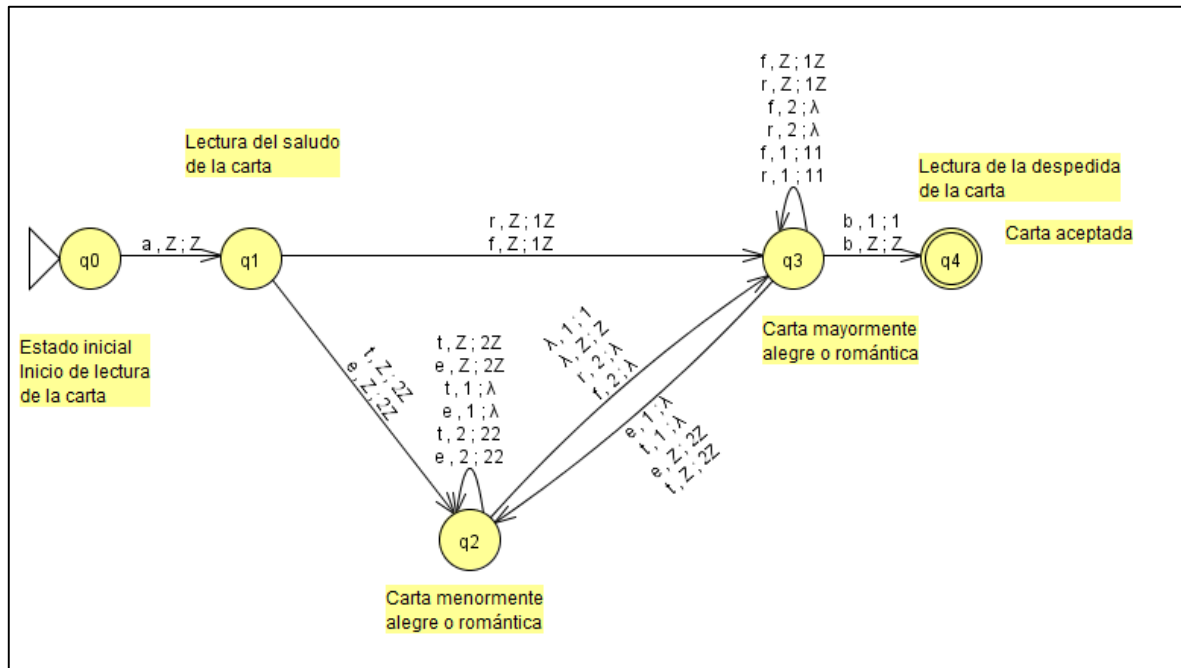 f , Z ; 1Z
r , Z ; 1Z
f , 2 ; λ
r , 2 ; λ
f , 1 ; 11
r , 1 ; 11
Lectura del saludo
de la carta
Lectura de la despedida
de la carta
Carta aceptada
q0
a , Z ; Z
q1
r , Z ; 1Z
f , Z ; 1Z
q3
b , 1 ; 1
b , Z ; Z
q4
Estado inicial
Inicio de lectura
de la carta
Carta mayormente
alegre o romántica
t , Z ; 2Z
e , Z ; 2Z
t , Z ; 2Z
e , Z ; 2Z
t , 1 ; λ
e , 1 ; λ
t , 2 ; 22
e , 2 ; 22
λ , 1 ; 1
λ , Z ; Z
r , 2 ; λ
f , 2 ; λ
e , 1 ; λ
t , 1 ; λ
e , Z ; 2Z
t , Z ; 2Z
q2
Carta menormente
alegre o romántica